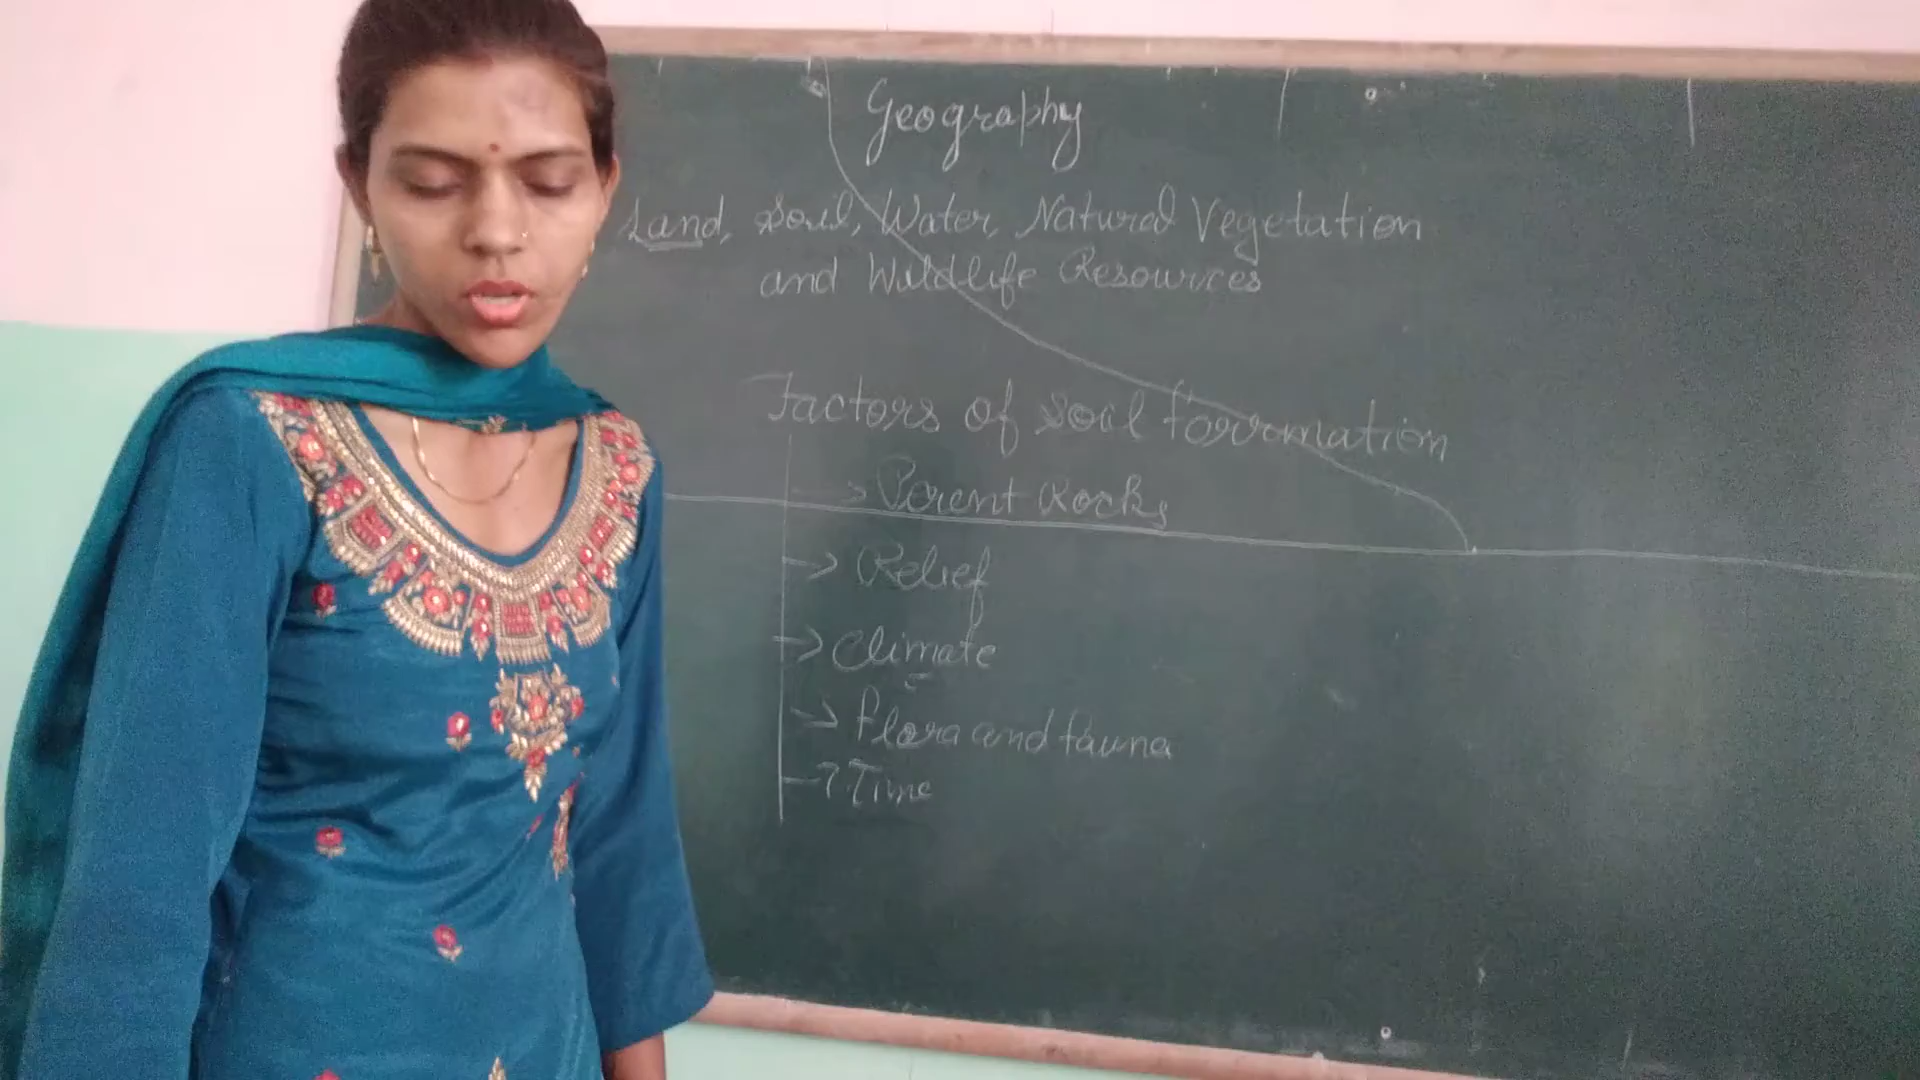 Geography
Land, Soil, Water, Natural Vegetation
and Wildlife Resources
Factors of soil formation
→ Perent Rocks
→ Relief
→ Climate
→ flora and fauna
→ Time